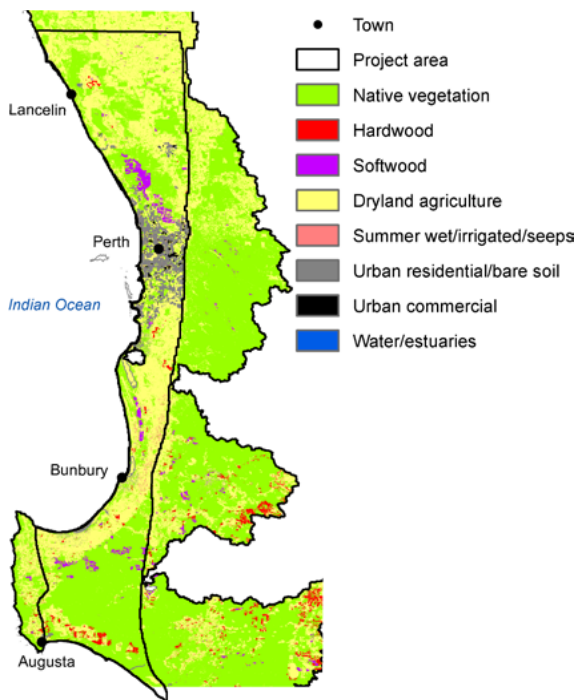 Town
Project area
Native vegetation
Lancelin
Hardwood
Softwood
Dryland agriculture
Perth
Summer wet/irrigated/seeps
Urban residential/bare soil
Indian Ocean
Urban commercial
Water/estuaries
Bunbury
Augusta